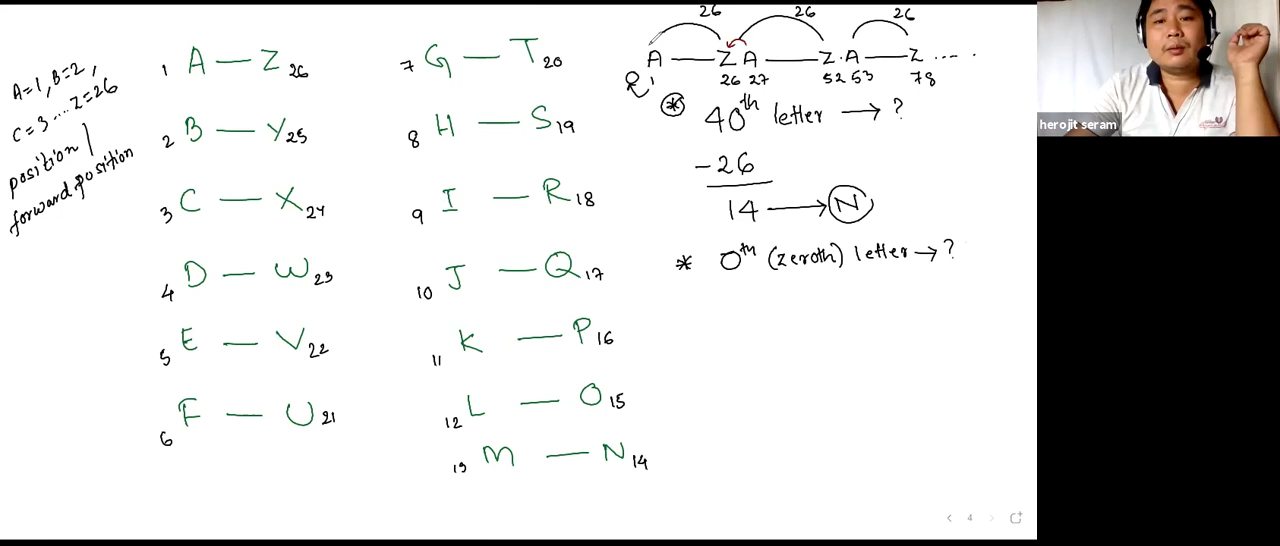 A=1, B=2,
C=3....Z=26
position /
forward position
1 A — Z 26
2 B — Y 25
3 C — X 24
4 D — W 23
5 E — V 22
6 F — U 21
7 G — T 20
8 H — S 19
9 I — R 18
10 J — Q 17
11 K — P 16
12 L — O 15
13 M — N 14
26 26 26
A — Z A — Z . A — Z ....
1 26 27 52 53 78
* 40th letter → ?
-26
14 → N
* 0th (zeroth) letter → ?
herojit seram
4